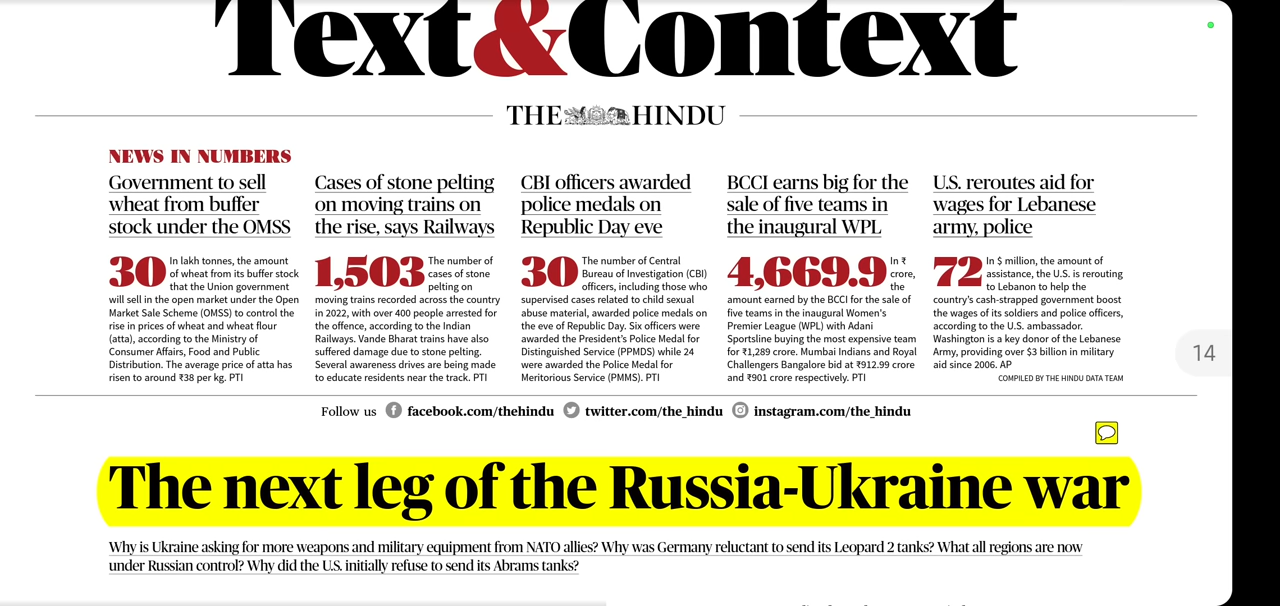 Text&Context
THE HINDU
NEWS IN NUMBERS
Government to sell
wheat from buffer
stock under the OMSS
30 In lakh tonnes, the amount
of wheat from its buffer stock
that the Union government
will sell in the open market under the Open
Market Sale Scheme (OMSS) to control the
rise in prices of wheat and wheat flour
(atta), according to the Ministry of
Consumer Affairs, Food and Public
Distribution. The average price of atta has
risen to around ₹38 per kg. PTI
Cases of stone pelting
on moving trains on
the rise, says Railways
1,503 The number of
cases of stone
pelting on
moving trains recorded across the country
in 2022, with over 400 people arrested for
the offence, according to the Indian
Railways. Vande Bharat trains have also
suffered damage due to stone pelting.
Several awareness drives are being made
to educate residents near the track. PTI
CBI officers awarded
police medals on
Republic Day eve
30 The number of Central
Bureau of Investigation (CBI)
officers, including those who
supervised cases related to child sexual
abuse material, awarded police medals on
the eve of Republic Day. Six officers were
awarded the President's Police Medal for
Distinguished Service (PPMDS) while 24
were awarded the Police Medal for
Meritorious Service (PMMS). PTI
BCCI earns big for the
sale of five teams in
the inaugural WPL
4,669.9 In ₹
crore,
the
amount earned by the BCCI for the sale of
five teams in the inaugural Women's
Premier League (WPL) with Adani
Sportsline buying the most expensive team
for ₹1,289 crore. Mumbai Indians and Royal
Challengers Bangalore bid at ₹912.99 crore
and ₹901 crore respectively. PTI
U.S. reroutes aid for
wages for Lebanese
army, police
72 In $ million, the amount of
assistance, the U.S. is rerouting
to Lebanon to help the
country's cash-strapped government boost
the wages of its soldiers and police officers,
according to the U.S. ambassador.
Washington is a key donor of the Lebanese
Army, providing over $3 billion in military
aid since 2006. AP
COMPILED BY THE HINDU DATA TEAM
14
Follow us facebook.com/thehindu twitter.com/the_hindu instagram.com/the_hindu
The next leg of the Russia-Ukraine war
Why is Ukraine asking for more weapons and military equipment from NATO allies? Why was Germany reluctant to send its Leopard 2 tanks? What all regions are now
under Russian control? Why did the U.S. initially refuse to send its Abrams tanks?